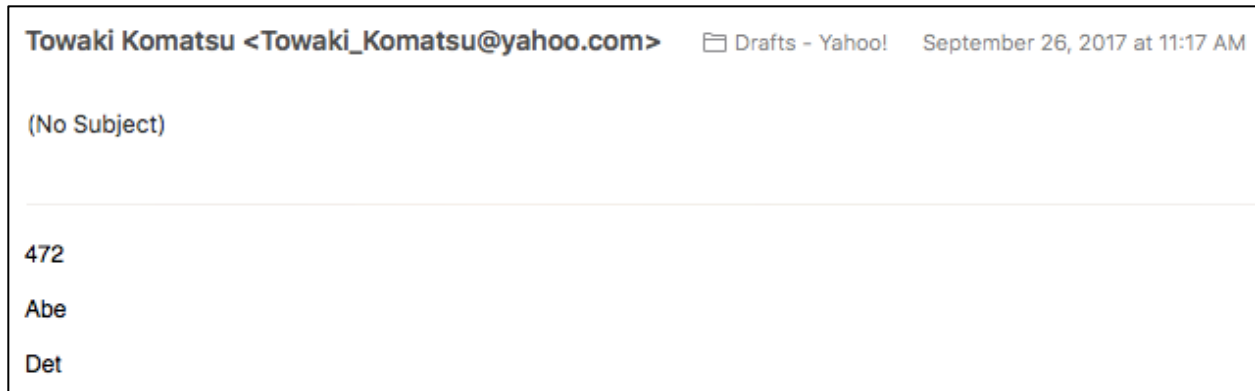 Towaki Komatsu <Towaki_Komatsu@yahoo.com> Drafts - Yahoo! September 26, 2017 at 11:17 AM
(No Subject)
472
Abe
Det